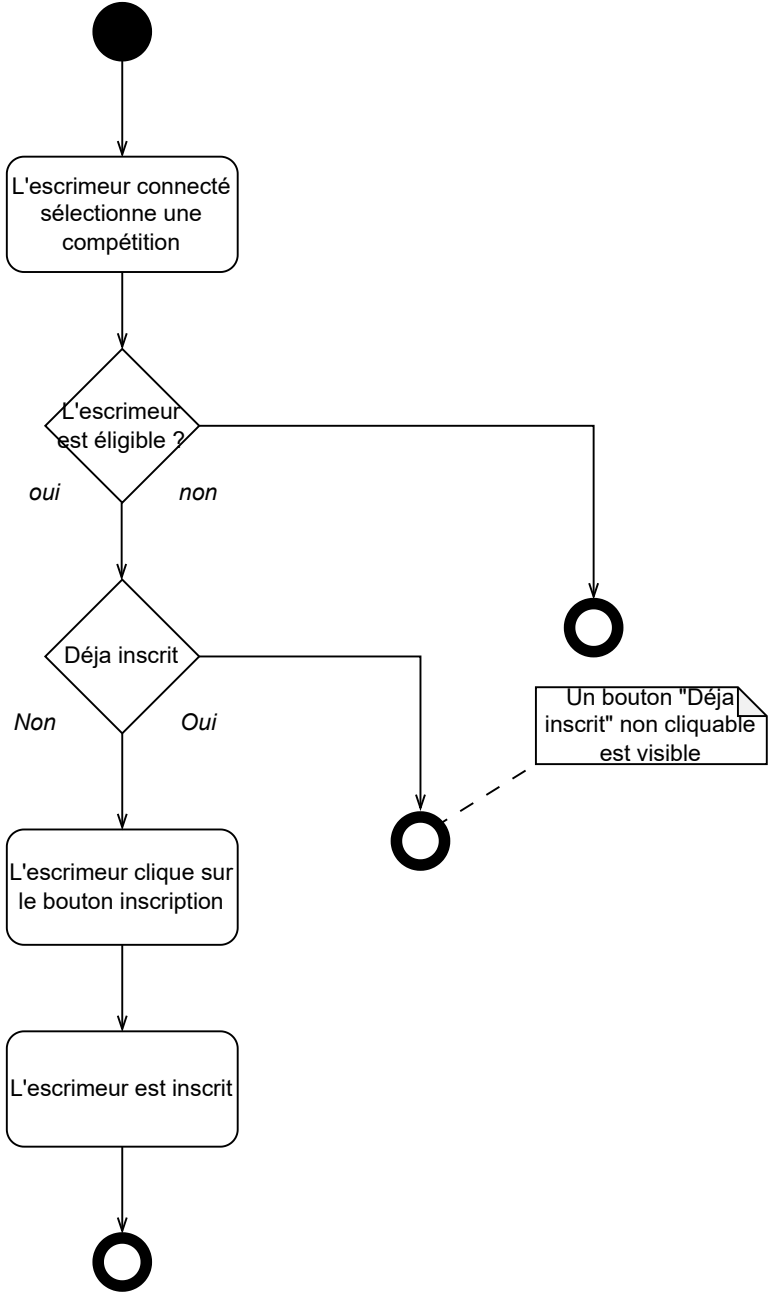 L'escrimeur connecté
sélectionne une
compétition
L'escrimeur
est éligible ?
oui
non
Déja inscrit
Non
Oui
Un bouton "Déja
inscrit" non cliquable
est visible
L'escrimeur clique sur
le bouton inscription
L'escrimeur est inscrit